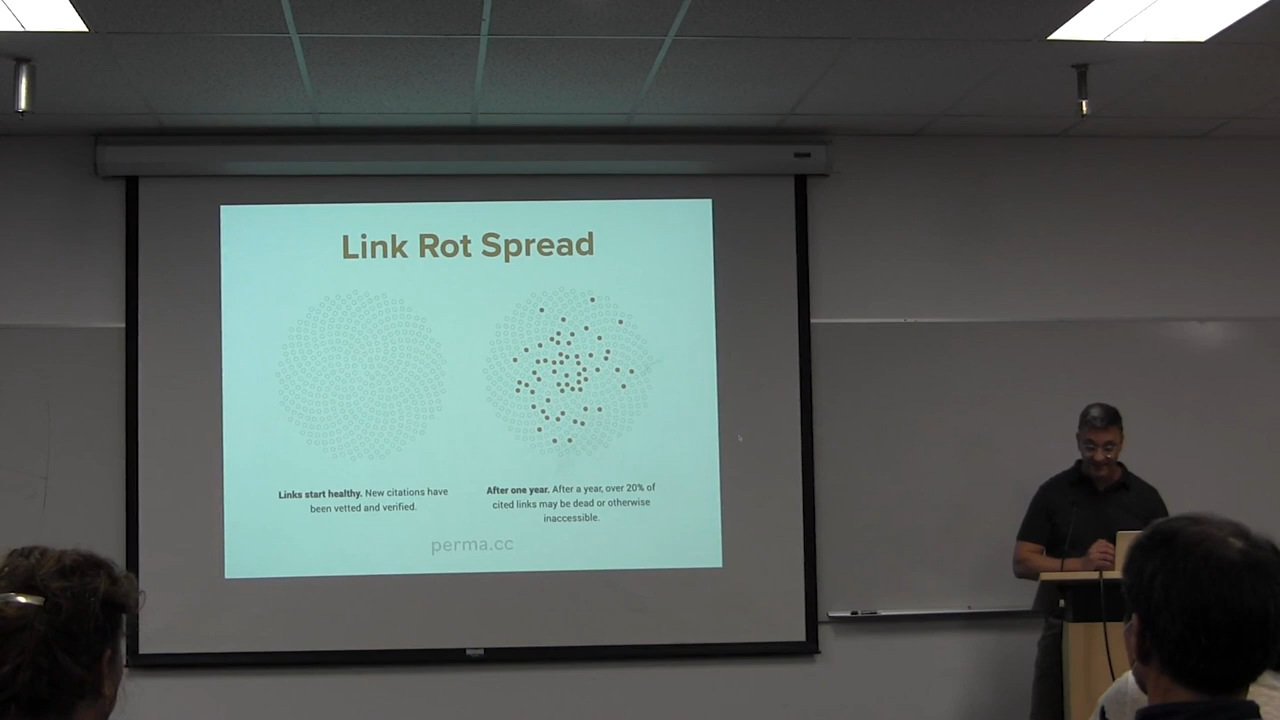 Link Rot Spread
Links start healthy. New citations have
been vetted and verified.
After one year. After a year, over 20% of
cited links may be dead or otherwise
inaccessible.
perma.cc